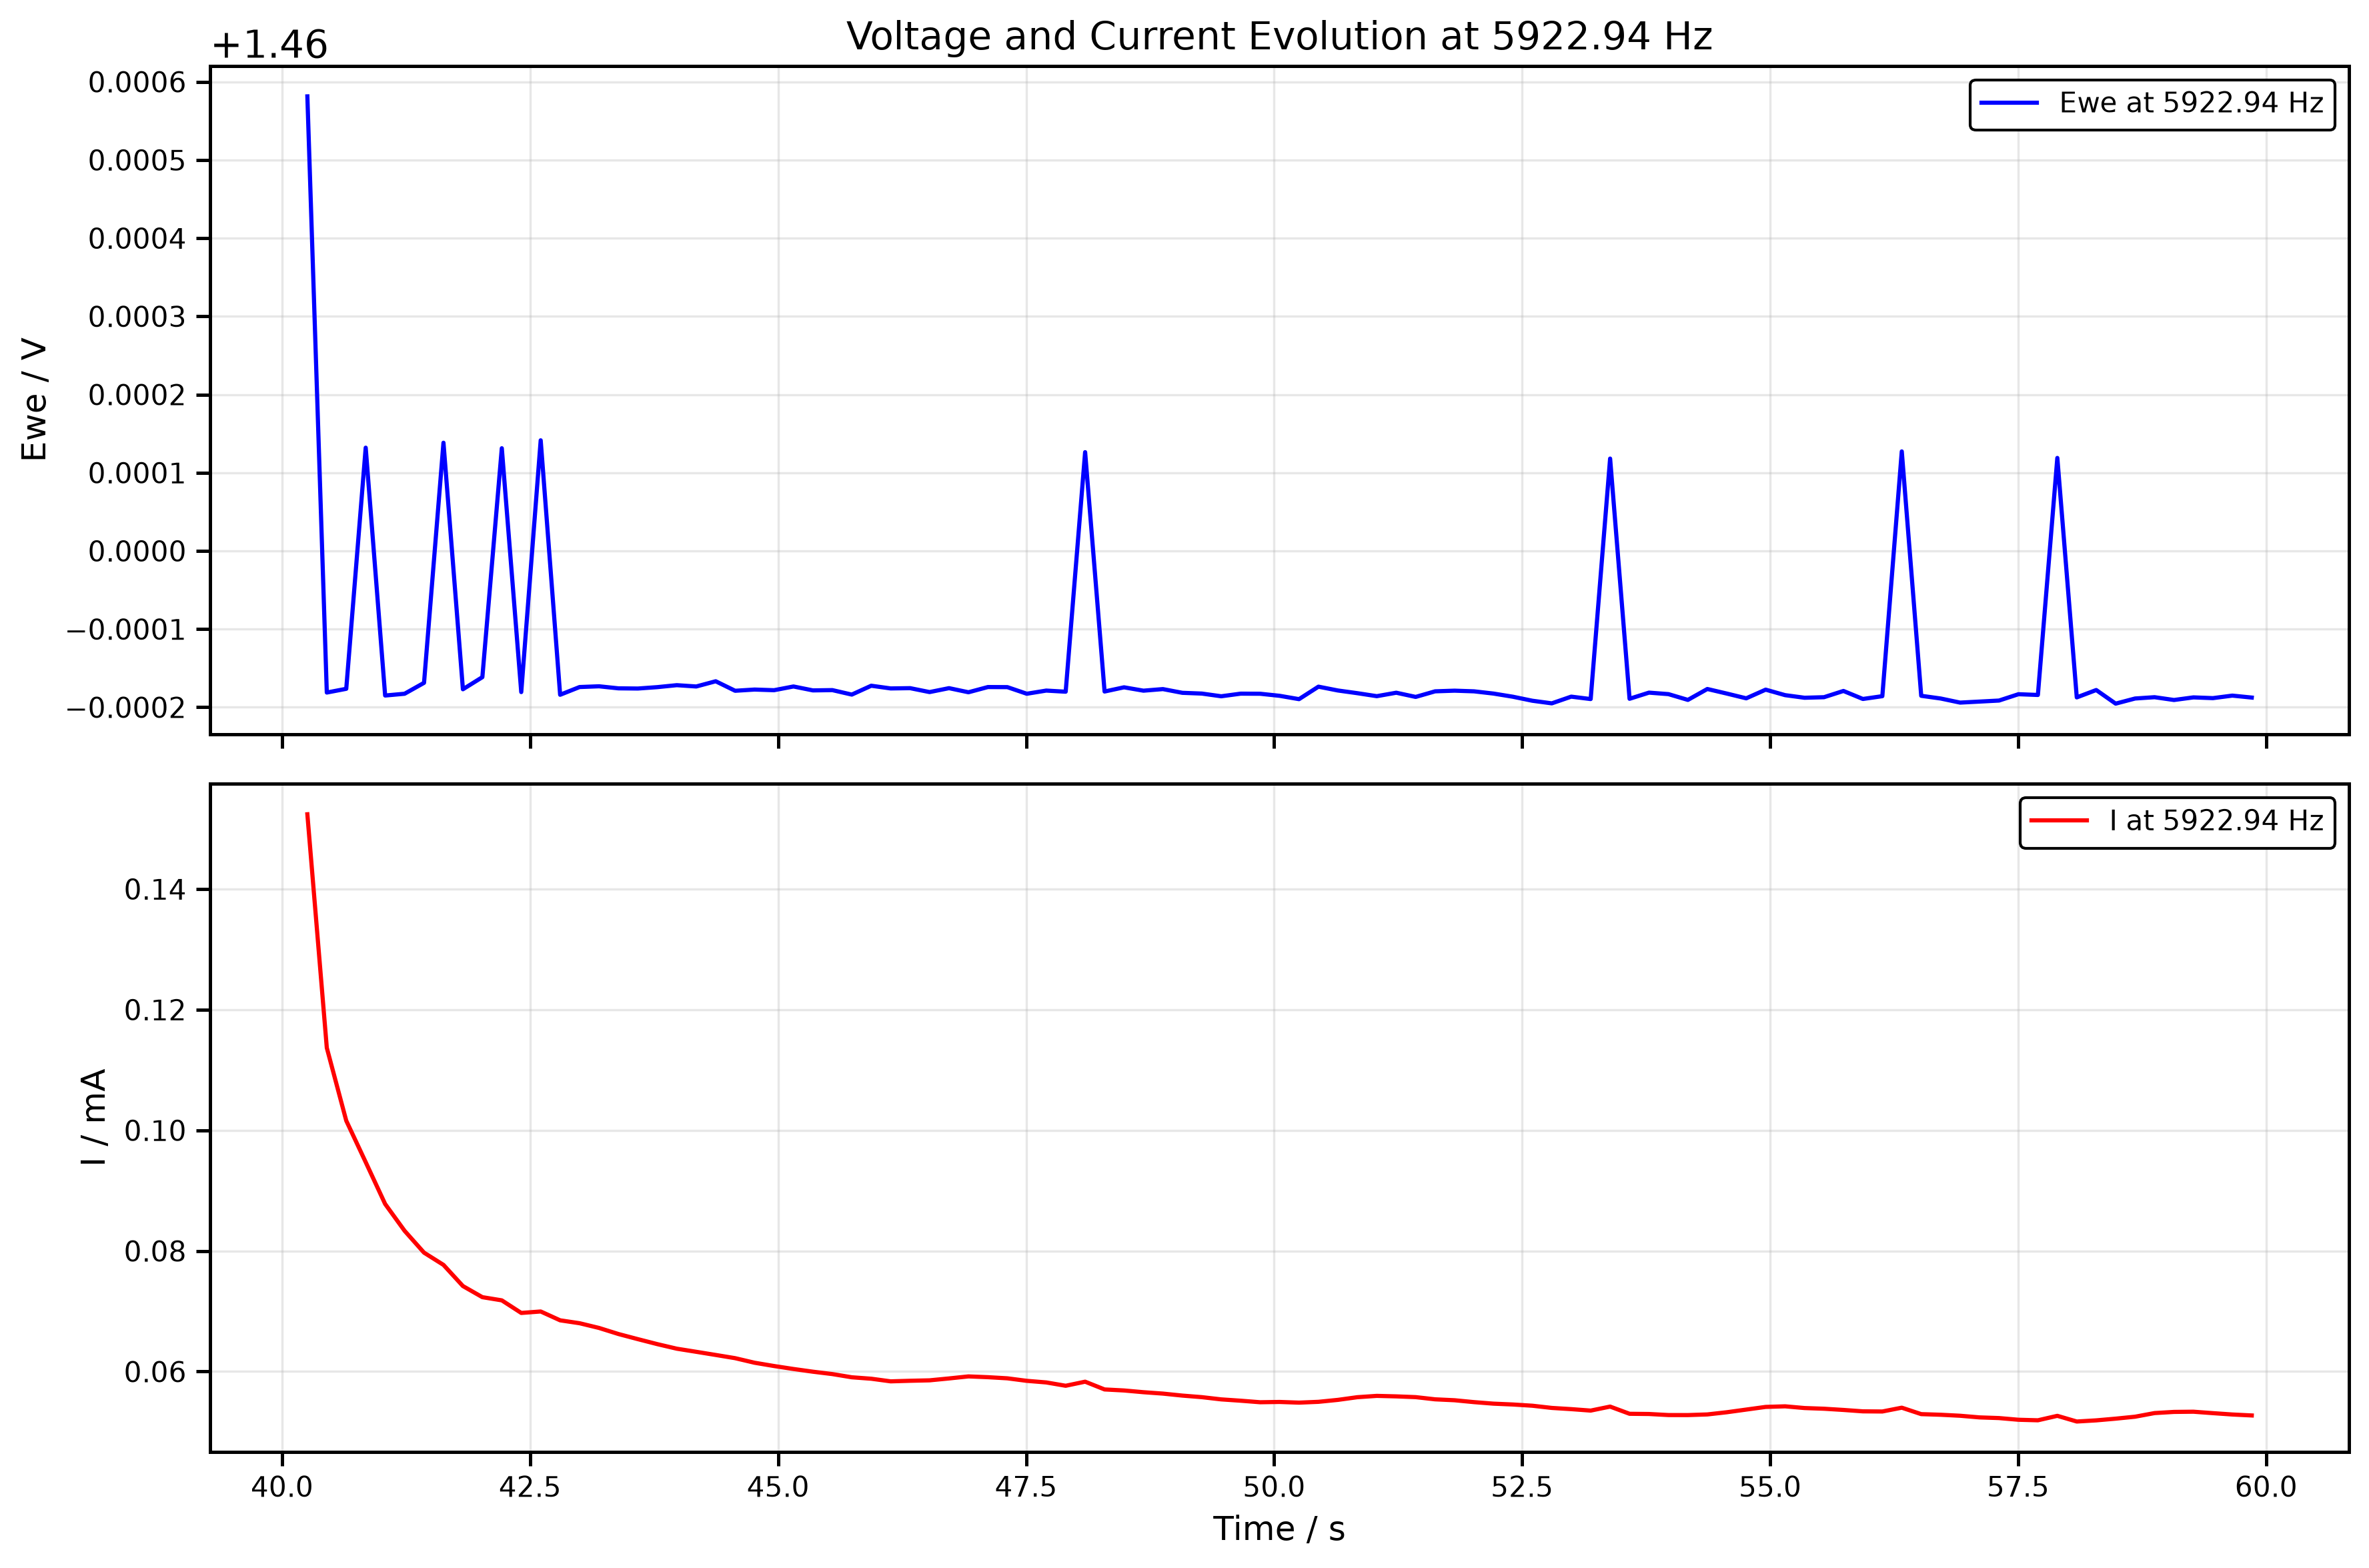 Voltage and Current Evolution at 5922.94 Hz
+1.46
Ewe at 5922.94 Hz
0.0006
0.0005
0.0004
0.0003
0.0002
0.0001
0.0000
−0.0001
−0.0002
Ewe / V
I at 5922.94 Hz
0.14
0.12
0.10
0.08
0.06
I / mA
40.0 42.5 45.0 47.5 50.0 52.5 55.0 57.5 60.0
Time / s